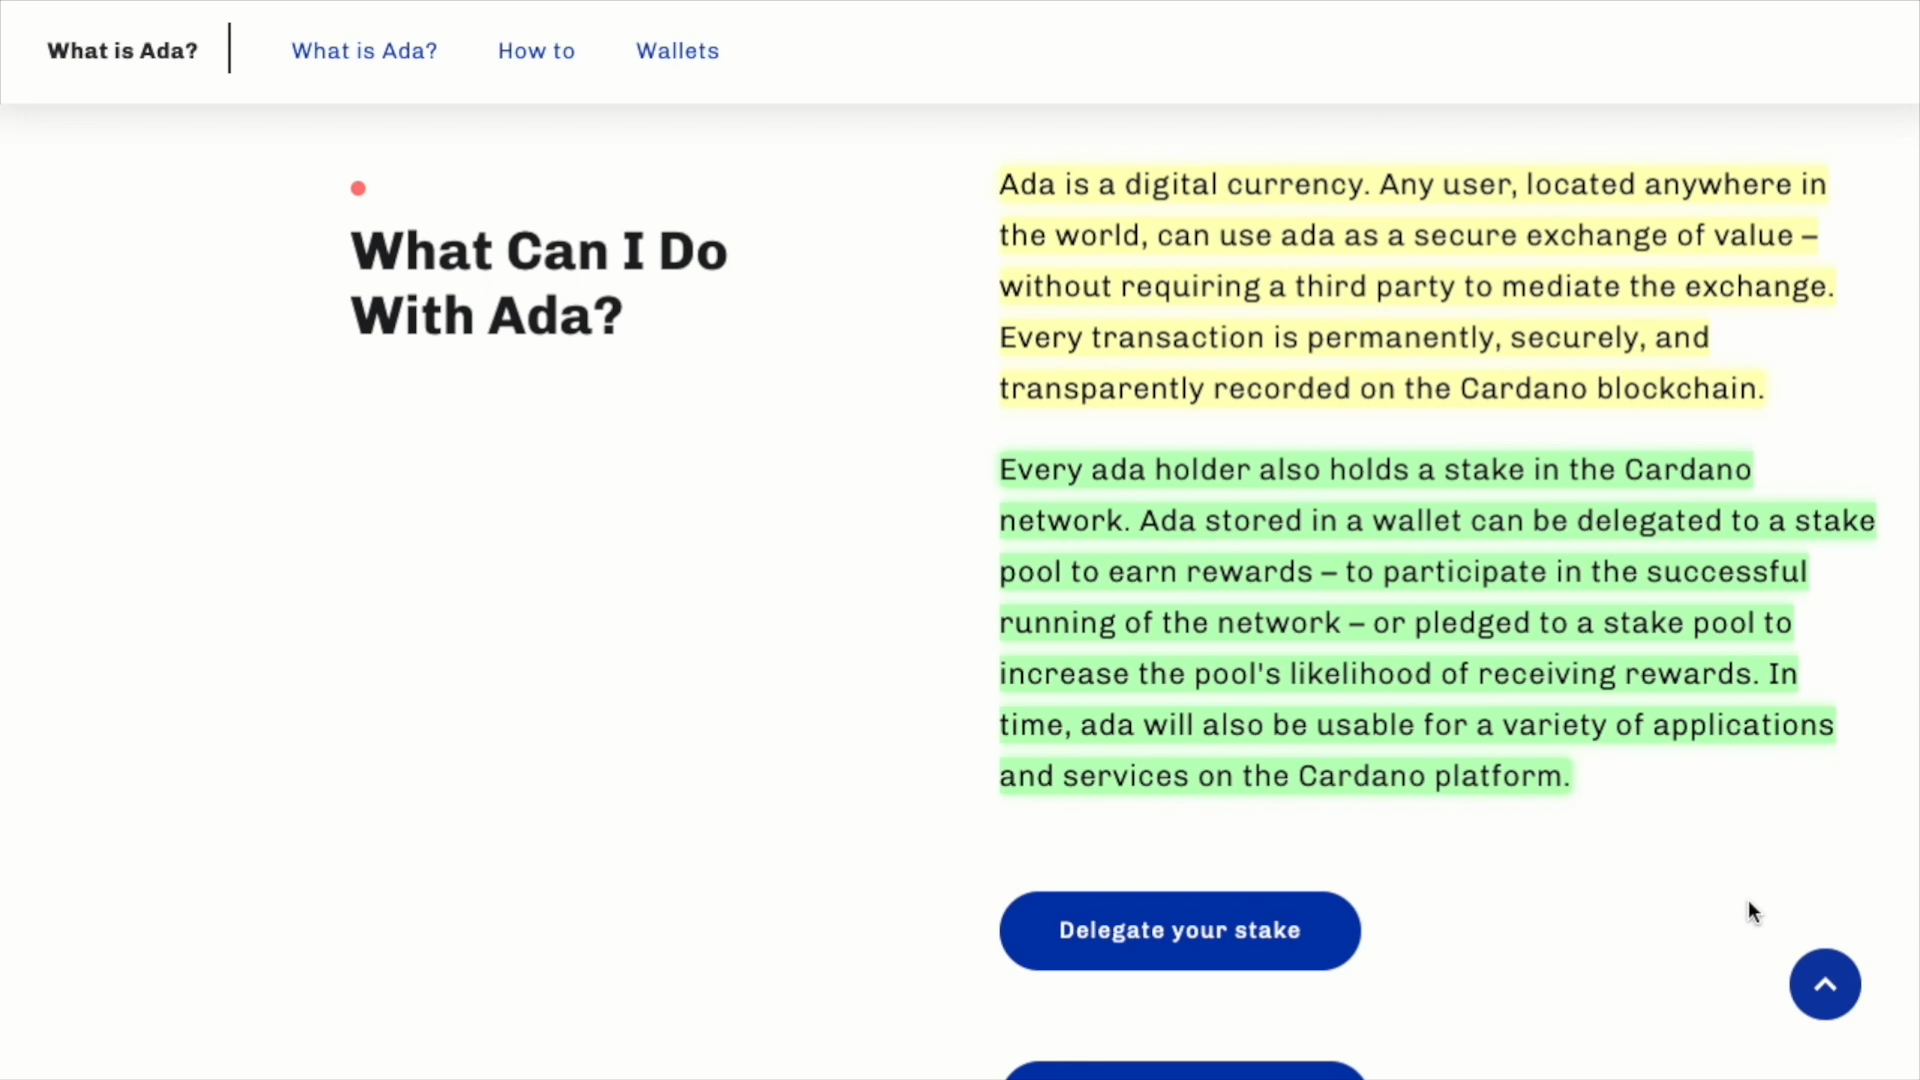 What is Ada?
What is Ada?
How to
Wallets
What Can I Do
With Ada?
Ada is a digital currency. Any user, located anywhere in
the world, can use ada as a secure exchange of value –
without requiring a third party to mediate the exchange.
Every transaction is permanently, securely, and
transparently recorded on the Cardano blockchain.
Every ada holder also holds a stake in the Cardano
network. Ada stored in a wallet can be delegated to a stake
pool to earn rewards – to participate in the successful
running of the network – or pledged to a stake pool to
increase the pool's likelihood of receiving rewards. In
time, ada will also be usable for a variety of applications
and services on the Cardano platform.
Delegate your stake